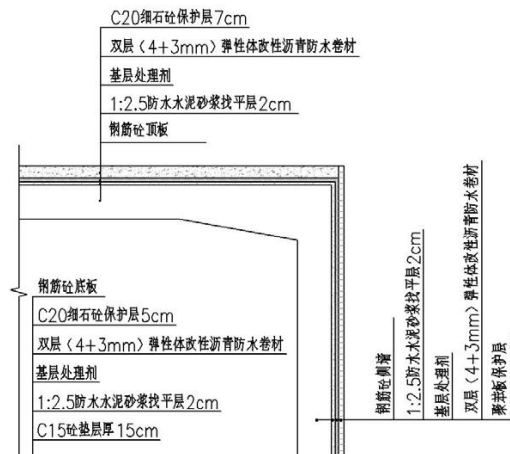 C20细石砼保护层7cm
双层(4+3mm)弹性体改性沥青防水卷材
基层处理剂
1:2.5防水水泥砂浆找平层2cm
钢筋砼顶板
钢筋砼底板
C20细石砼保护层5cm
双层(4+3mm)弹性体改性沥青防水卷材
基层处理剂
1:2.5防水水泥砂浆找平层2cm
C15砼垫层厚15cm
钢筋砼侧墙
1:2.5防水水泥砂浆找平层2cm
基层处理剂
双层(4+3mm)弹性体改性沥青防水卷材
聚苯板保护层